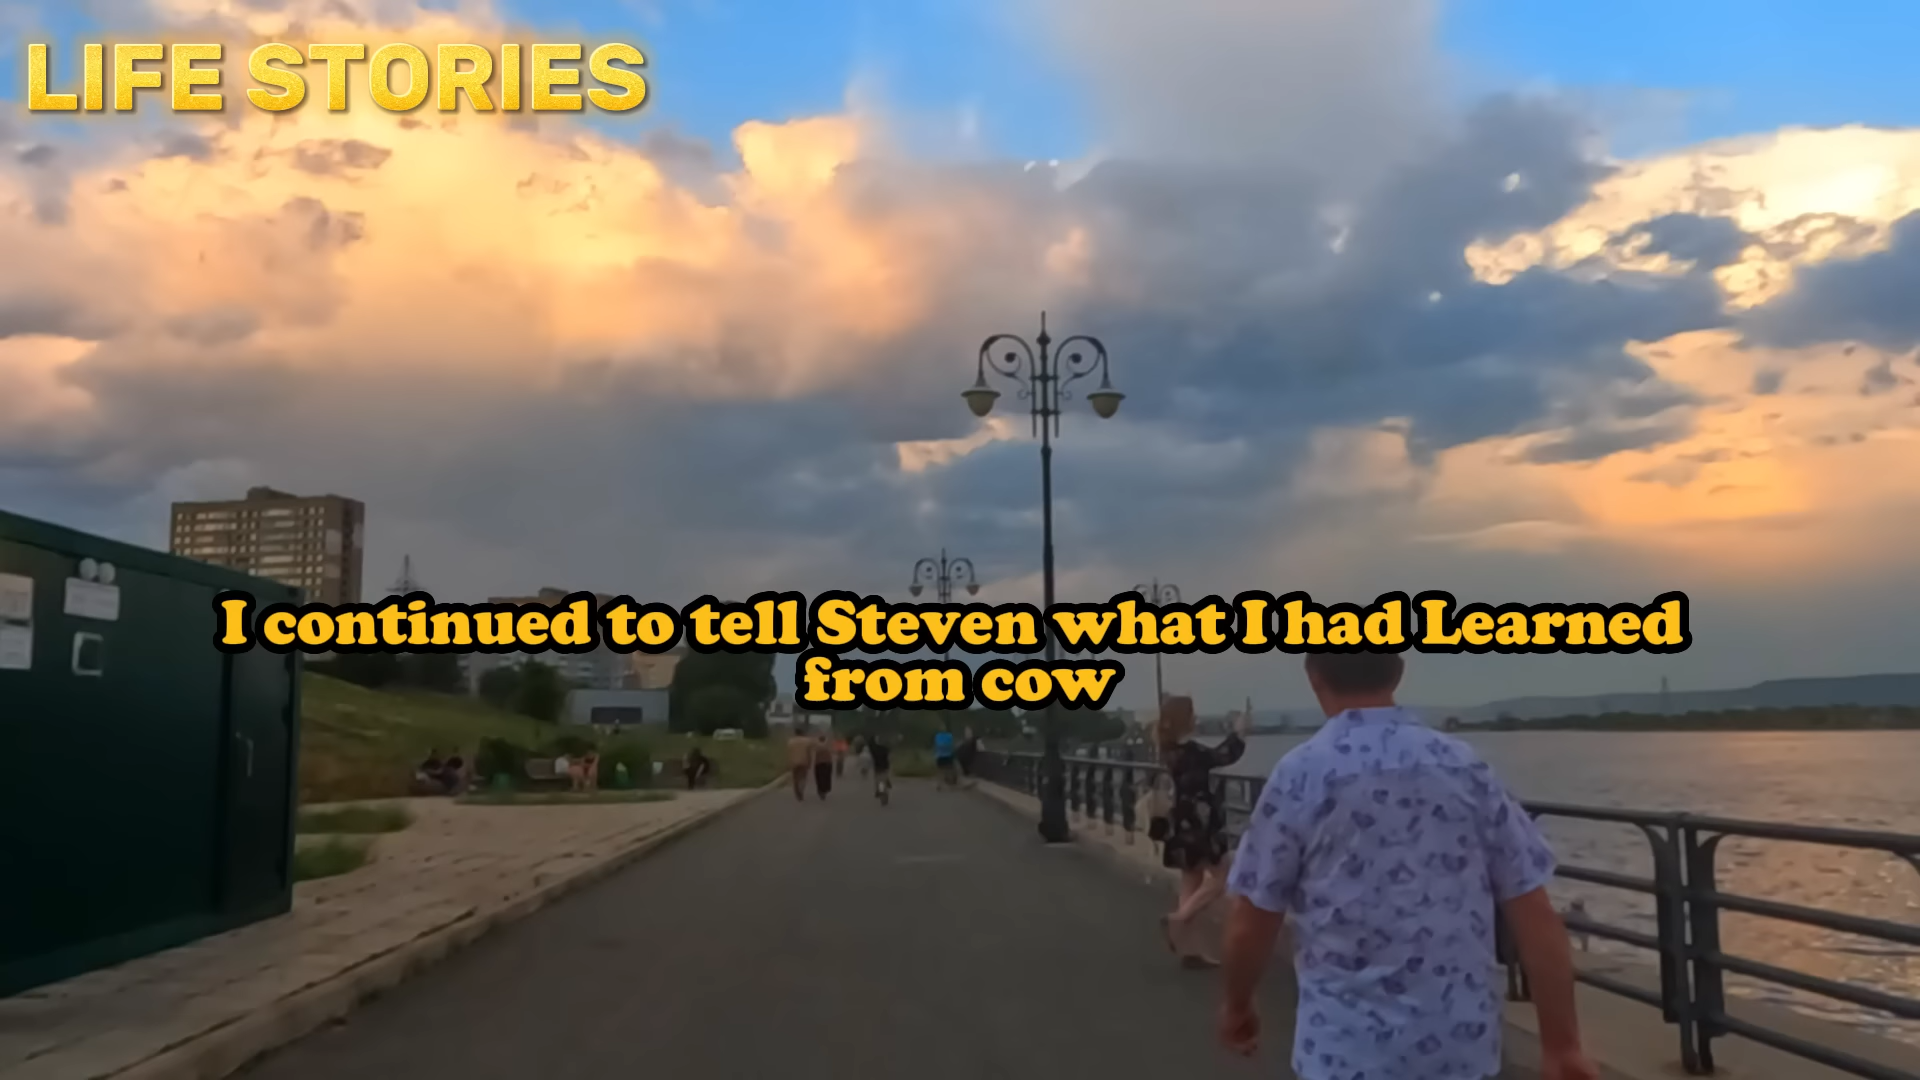 LIFE STORIES
I continued to tell Steven what I had Learned
from cow